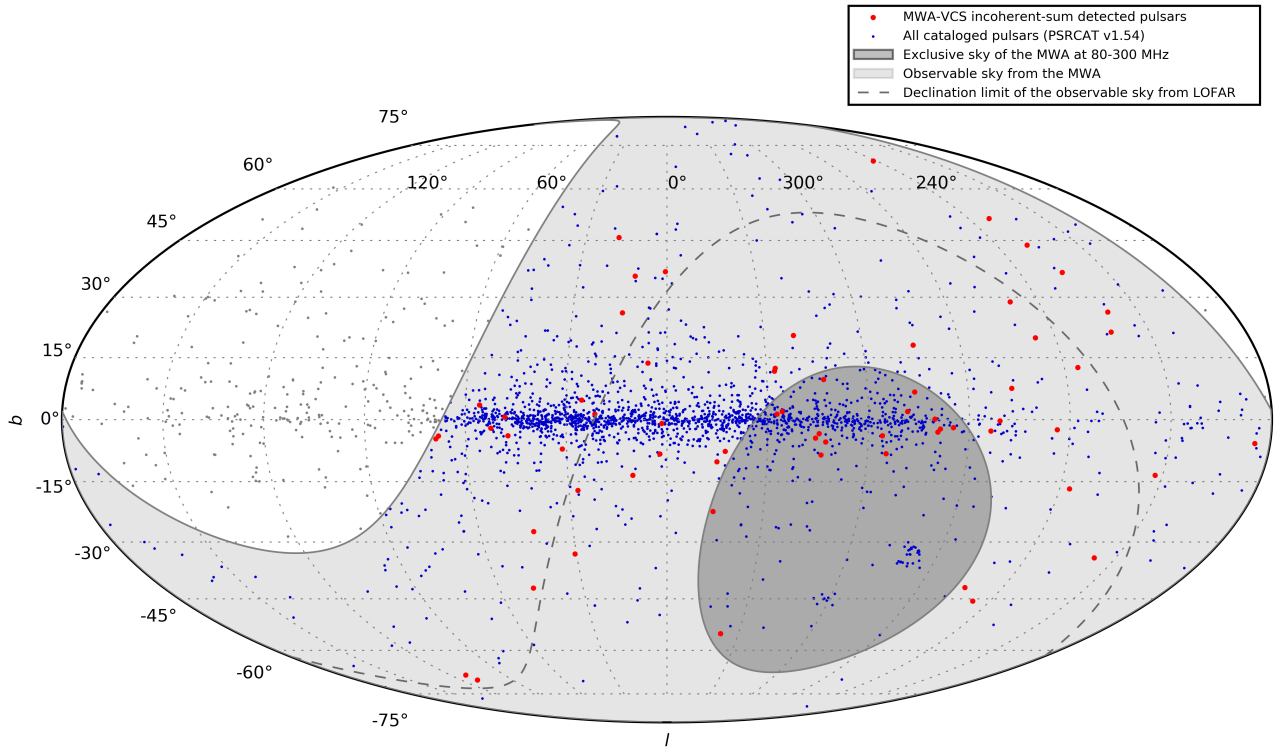 MWA-VCS incoherent-sum detected pulsars
All cataloged pulsars (PSRCAT v1.54)
Exclusive sky of the MWA at 80-300 MHz
Observable sky from the MWA
Declination limit of the observable sky from LOFAR
75°
60°
120° 60° 0° 300° 240°
45°
30°
15°
0°
b
-15°
-30°
-45°
-60°
-75°
l